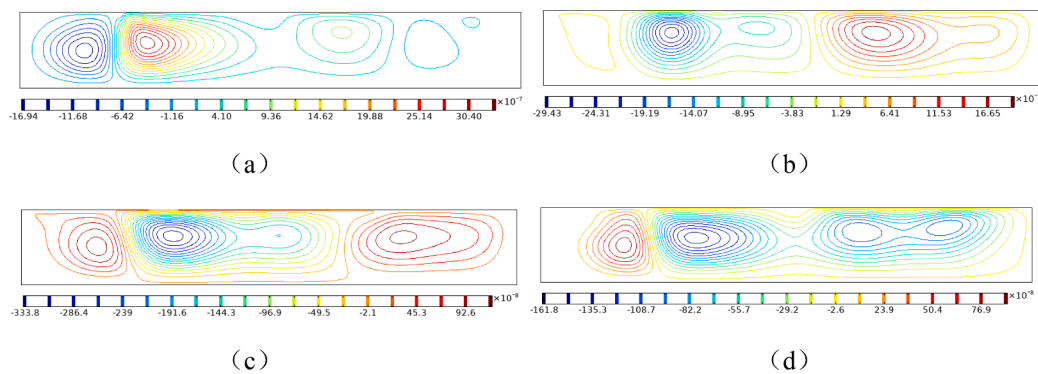 ×10⁻⁷
-16.94 -11.68 -6.42 -1.16 4.10 9.36 14.62 19.88 25.14 30.40
(a)
-29.43 -24.31 -19.19 -14.07 -8.95 -3.83 1.29 6.41 11.53 16.65
(b)
×10⁻⁸
-333.8 -286.4 -239 -191.6 -144.3 -96.9 -49.5 -2.1 45.3 92.6
(c)
×10⁻⁸
-161.8 -135.3 -108.7 -82.2 -55.7 -29.2 -2.6 23.9 50.4 76.9
(d)